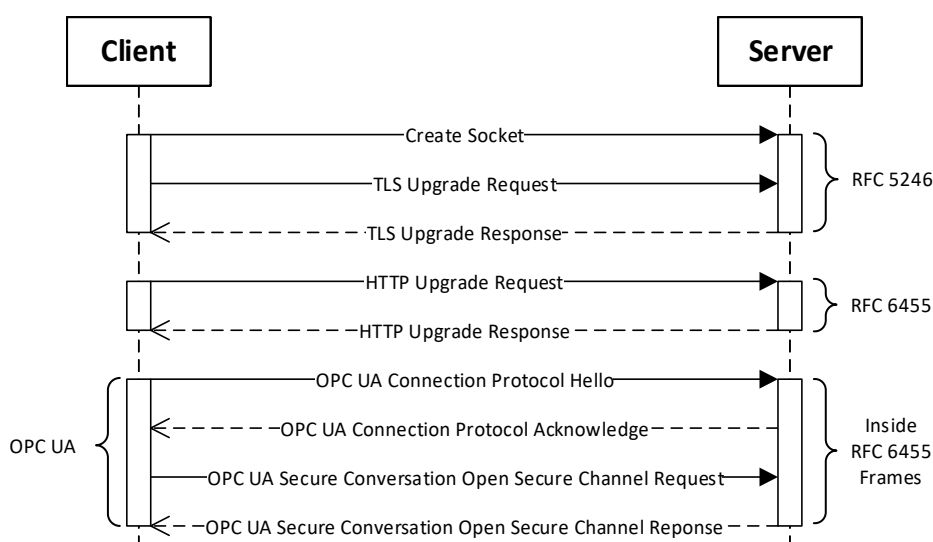 Client
Server
Create Socket
TLS Upgrade Request
RFC 5246
TLS Upgrade Response
HTTP Upgrade Request
RFC 6455
HTTP Upgrade Response
OPC UA Connection Protocol Hello
OPC UA Connection Protocol Acknowledge
OPC UA
Inside
RFC 6455
Frames
OPC UA Secure Conversation Open Secure Channel Request
OPC UA Secure Conversation Open Secure Channel Reponse